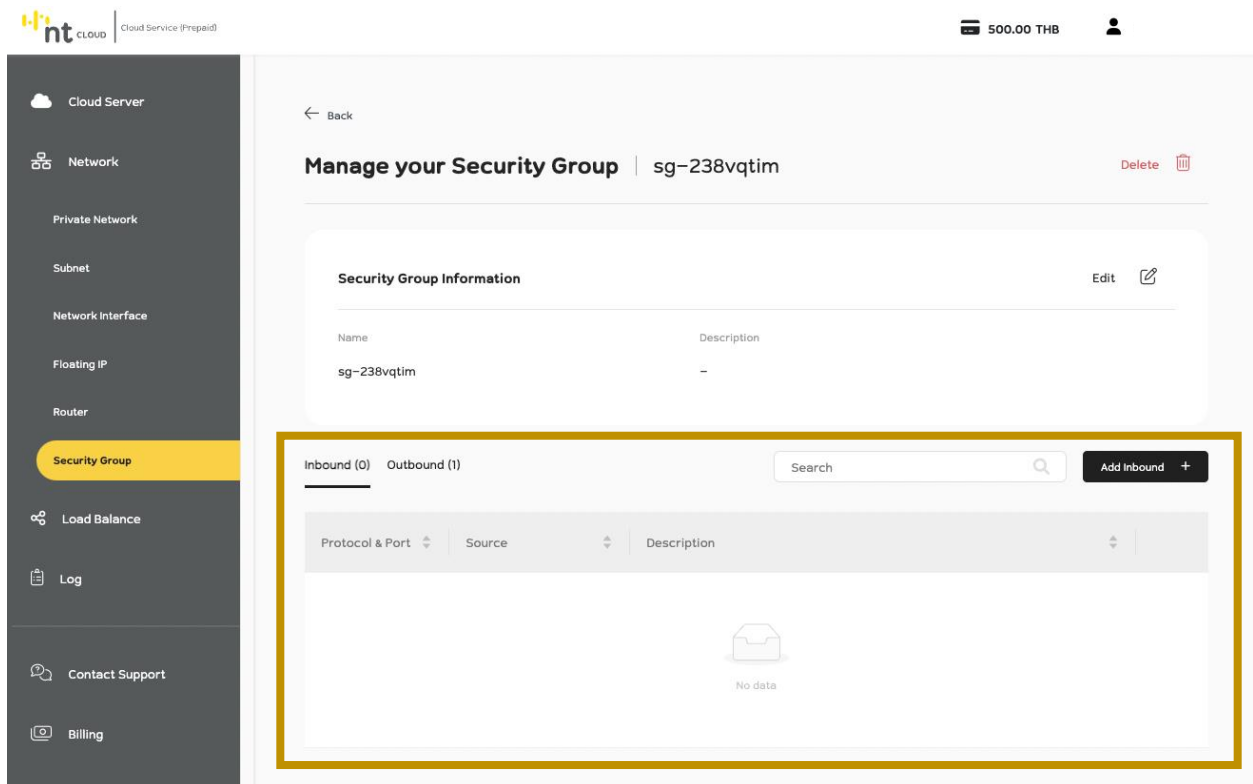 nt CLOUD Cloud Service (Prepaid)
500.00 THB
Cloud Server
Network
Private Network
Subnet
Network Interface
Floating IP
Router
Security Group
Load Balance
Log
Contact Support
Billing
Back
Manage your Security Group sg-238vqtim
Delete
Security Group Information
Edit
Name Description
sg-238vqtim -
Inbound (0) Outbound (1)
Search
Add Inbound +
Protocol & Port Source Description
No data